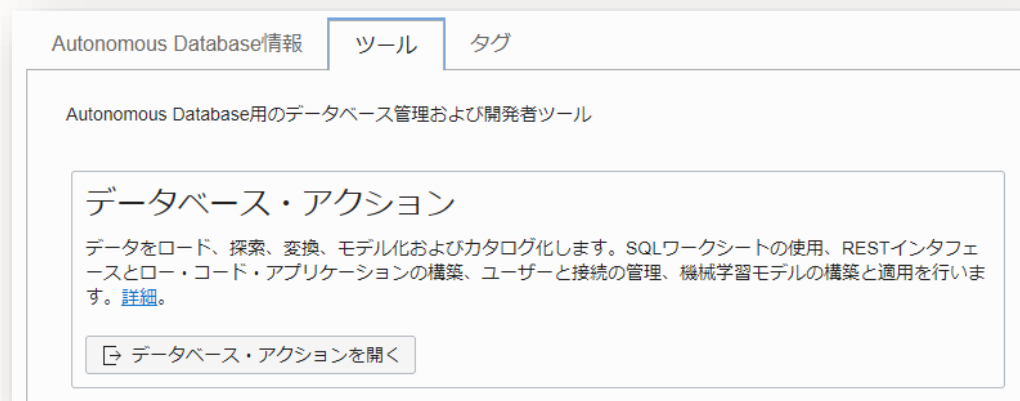 Autonomous Database情報
ツール
タグ
Autonomous Database用のデータベース管理および開発者ツール
データベース・アクション
データをロード、探索、変換、モデル化およびカタログ化します。SQLワークシートの使用、RESTインタフェ
ースとロー・コード・アプリケーションの構築、ユーザーと接続の管理、機械学習モデルの構築と適用を行いま
す。詳細。
データベース・アクションを開く